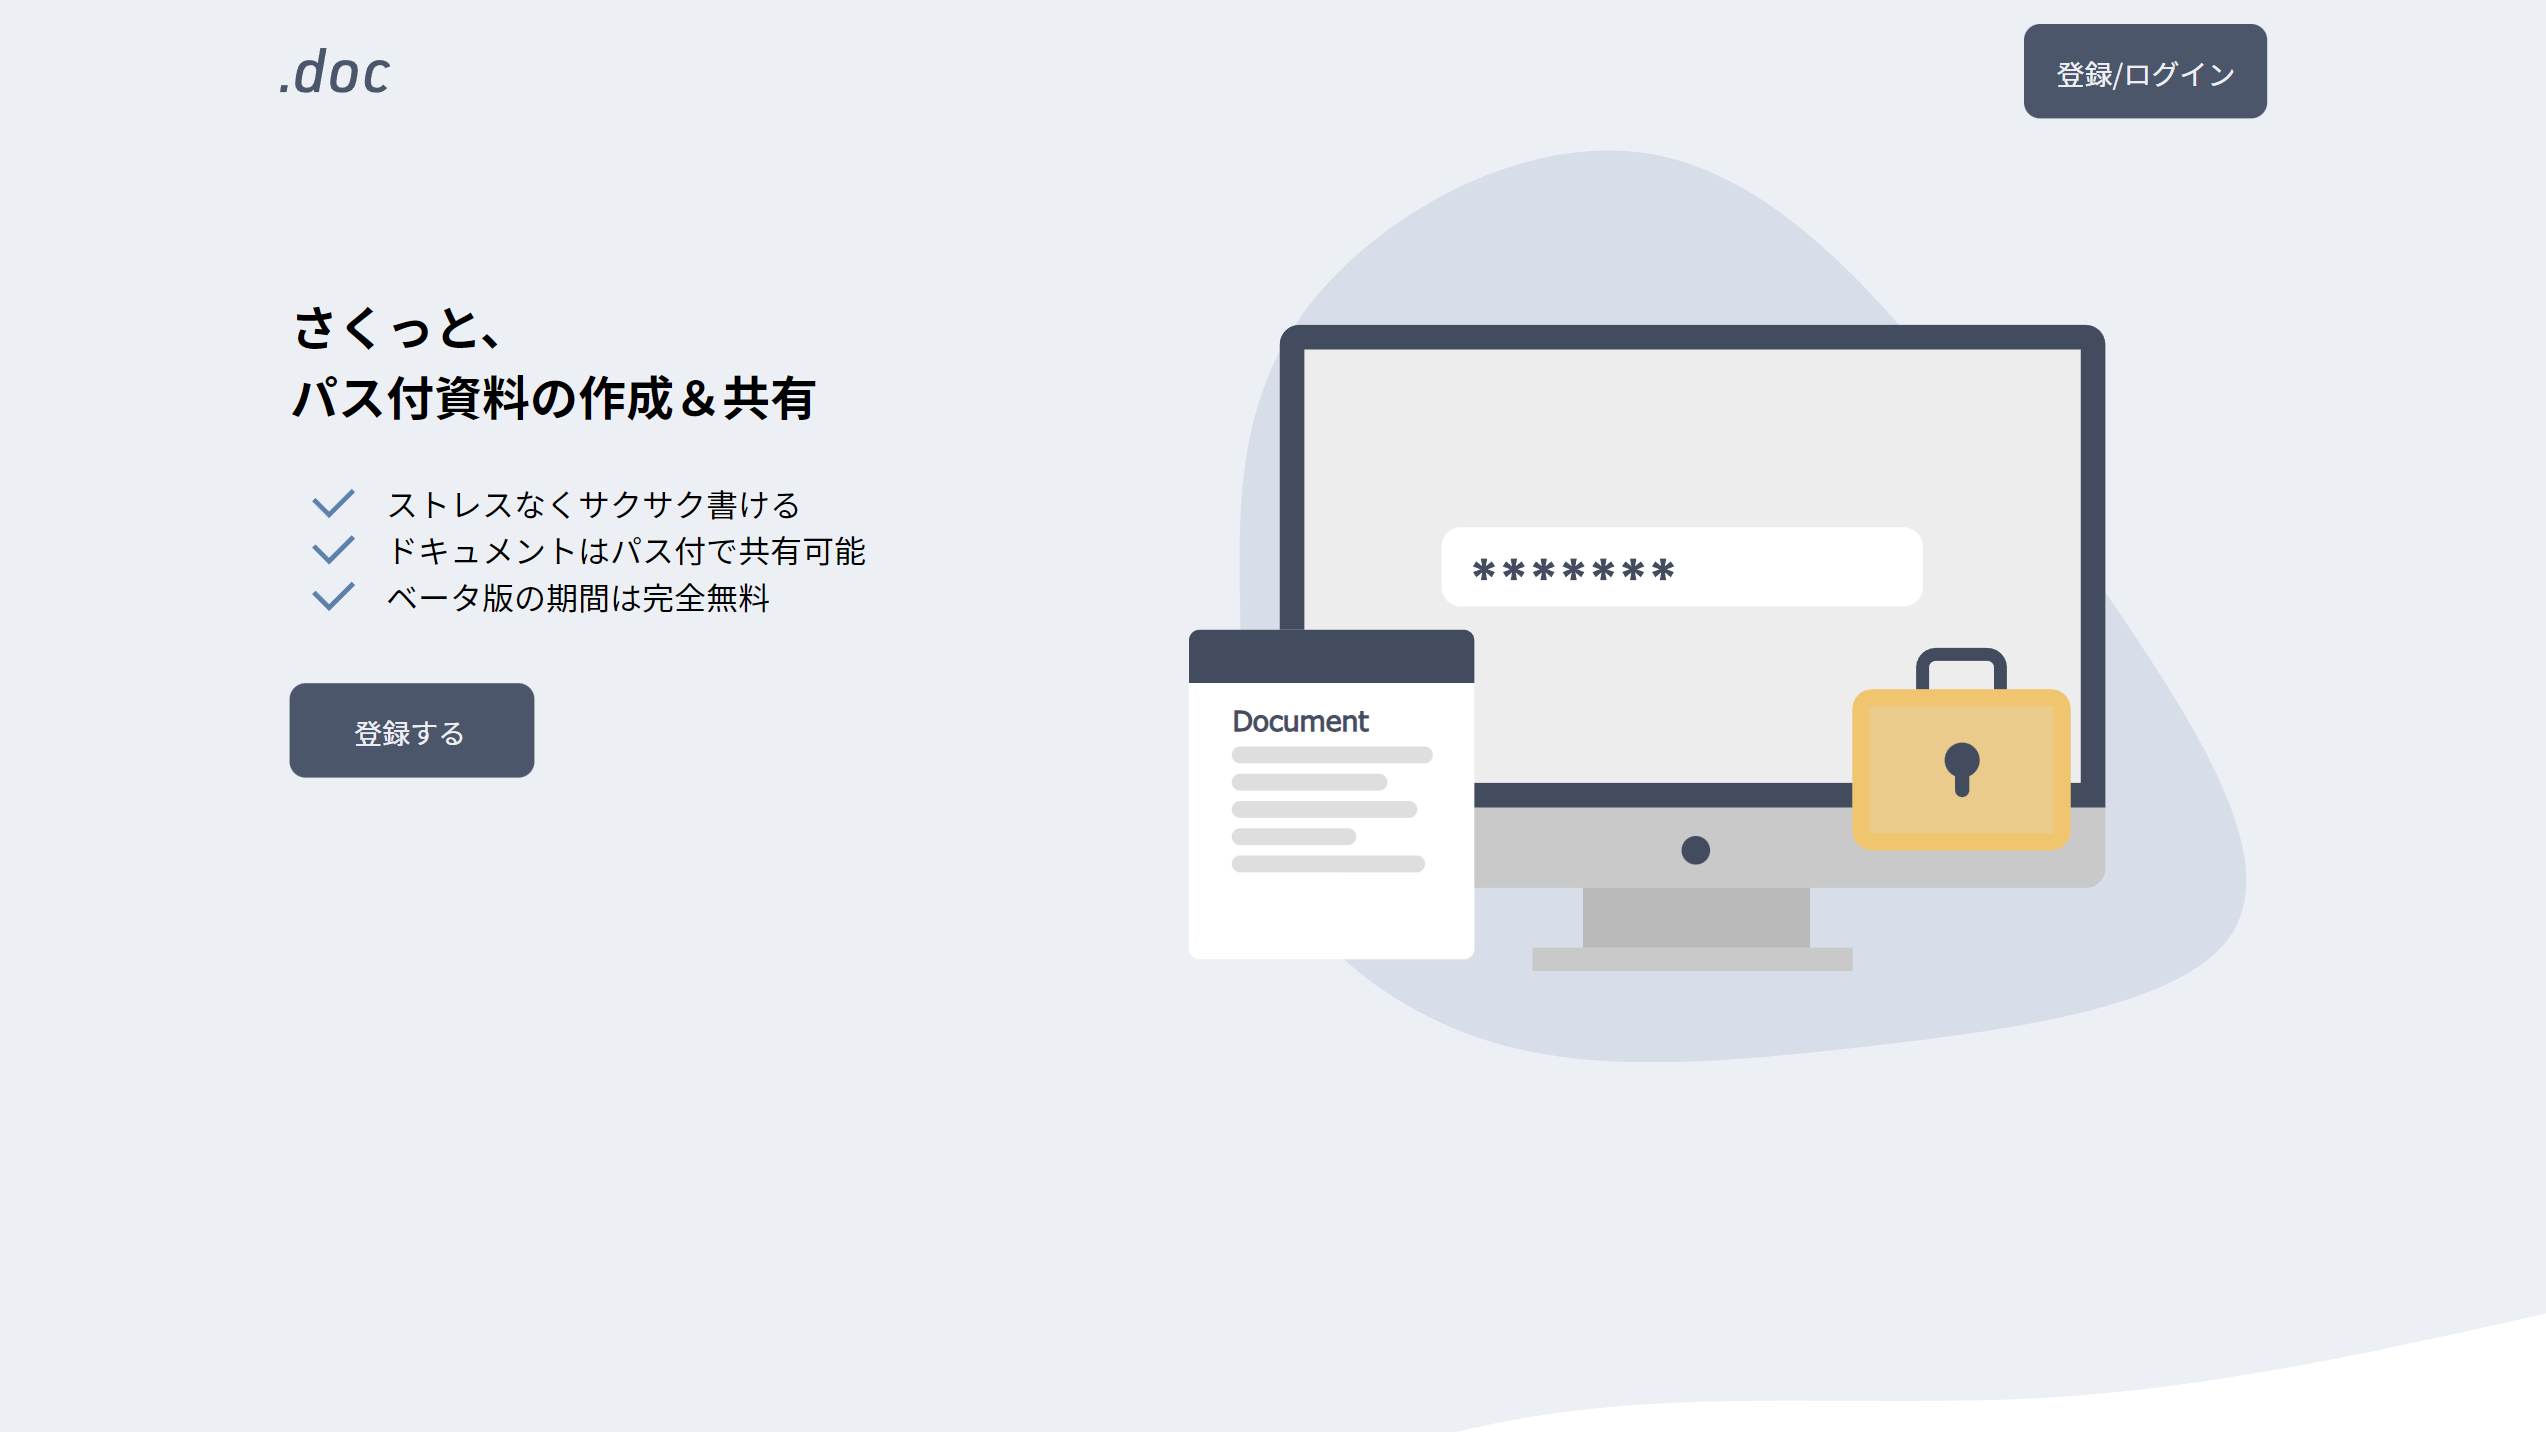 .doc
登録/ログイン
さくっと、
パス付資料の作成＆共有
ストレスなくサクサク書ける
ドキュメントはパス付で共有可能
ベータ版の期間は完全無料
登録する
*******
Document